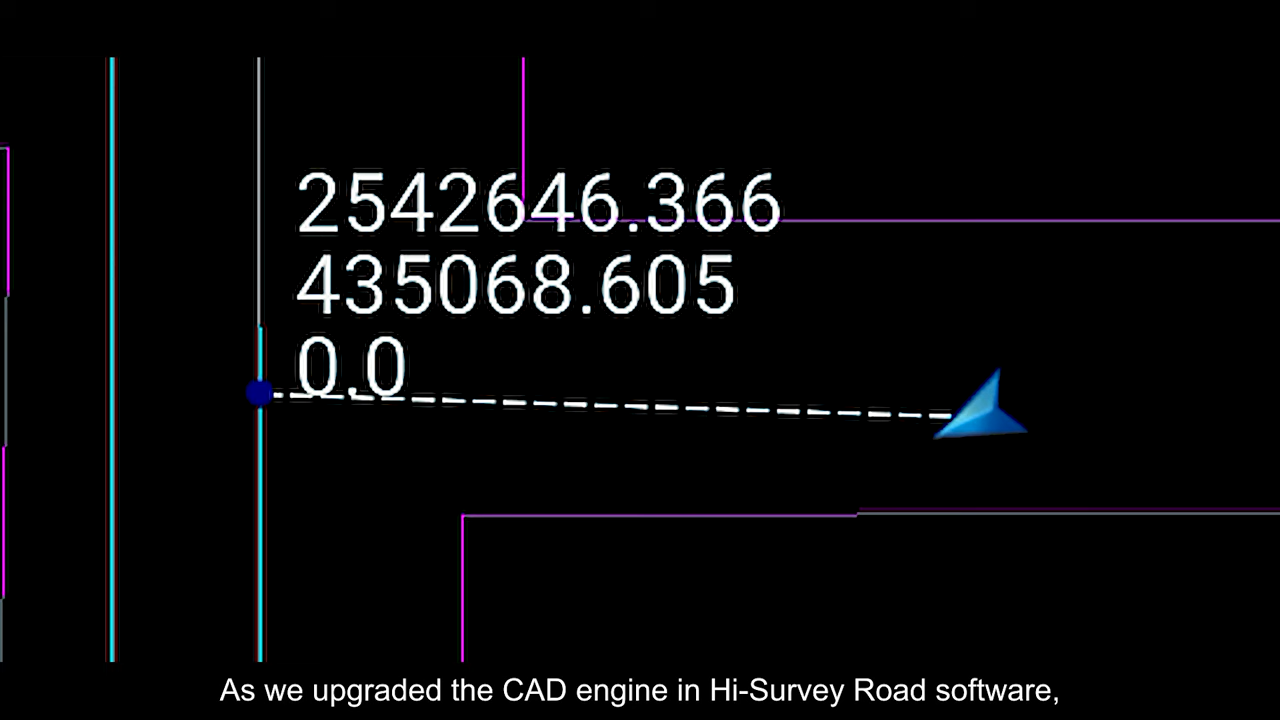 2542646.366
435068.605
0.0
As we upgraded the CAD engine in Hi-Survey Road software,